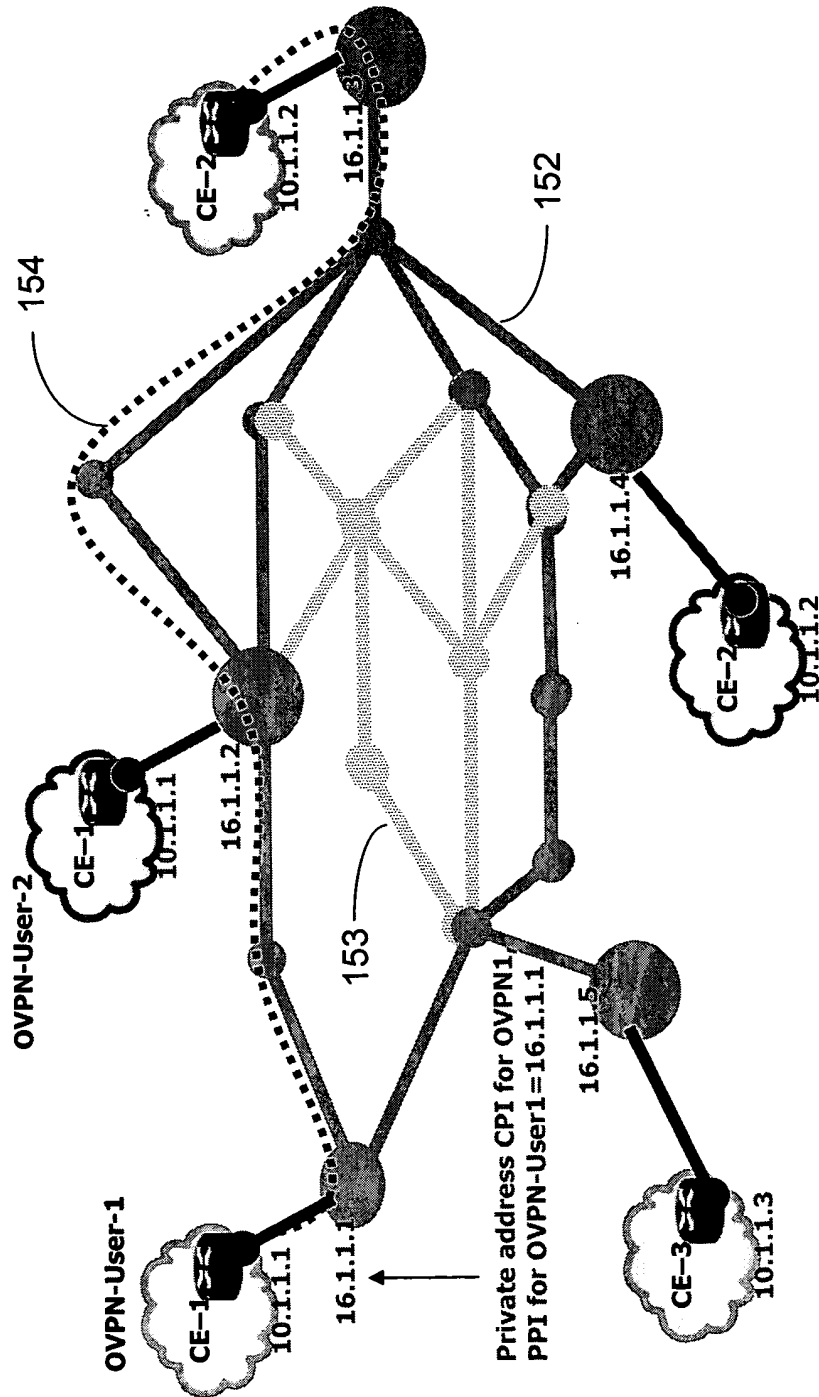 OVPN-User-1
CE-1
10.1.1.1
16.1.1.1
Private address CPI for OVPN1,
PPI for OVPN-User1=16.1.1.1
CE-3
10.1.1.3
16.1.1.5
OVPN-User-2
CE-1
10.1.1.1
16.1.1.2
153
154
CE-2
10.1.1.2
16.1.1.3
152
16.1.1.4
CE-2
10.1.1.2